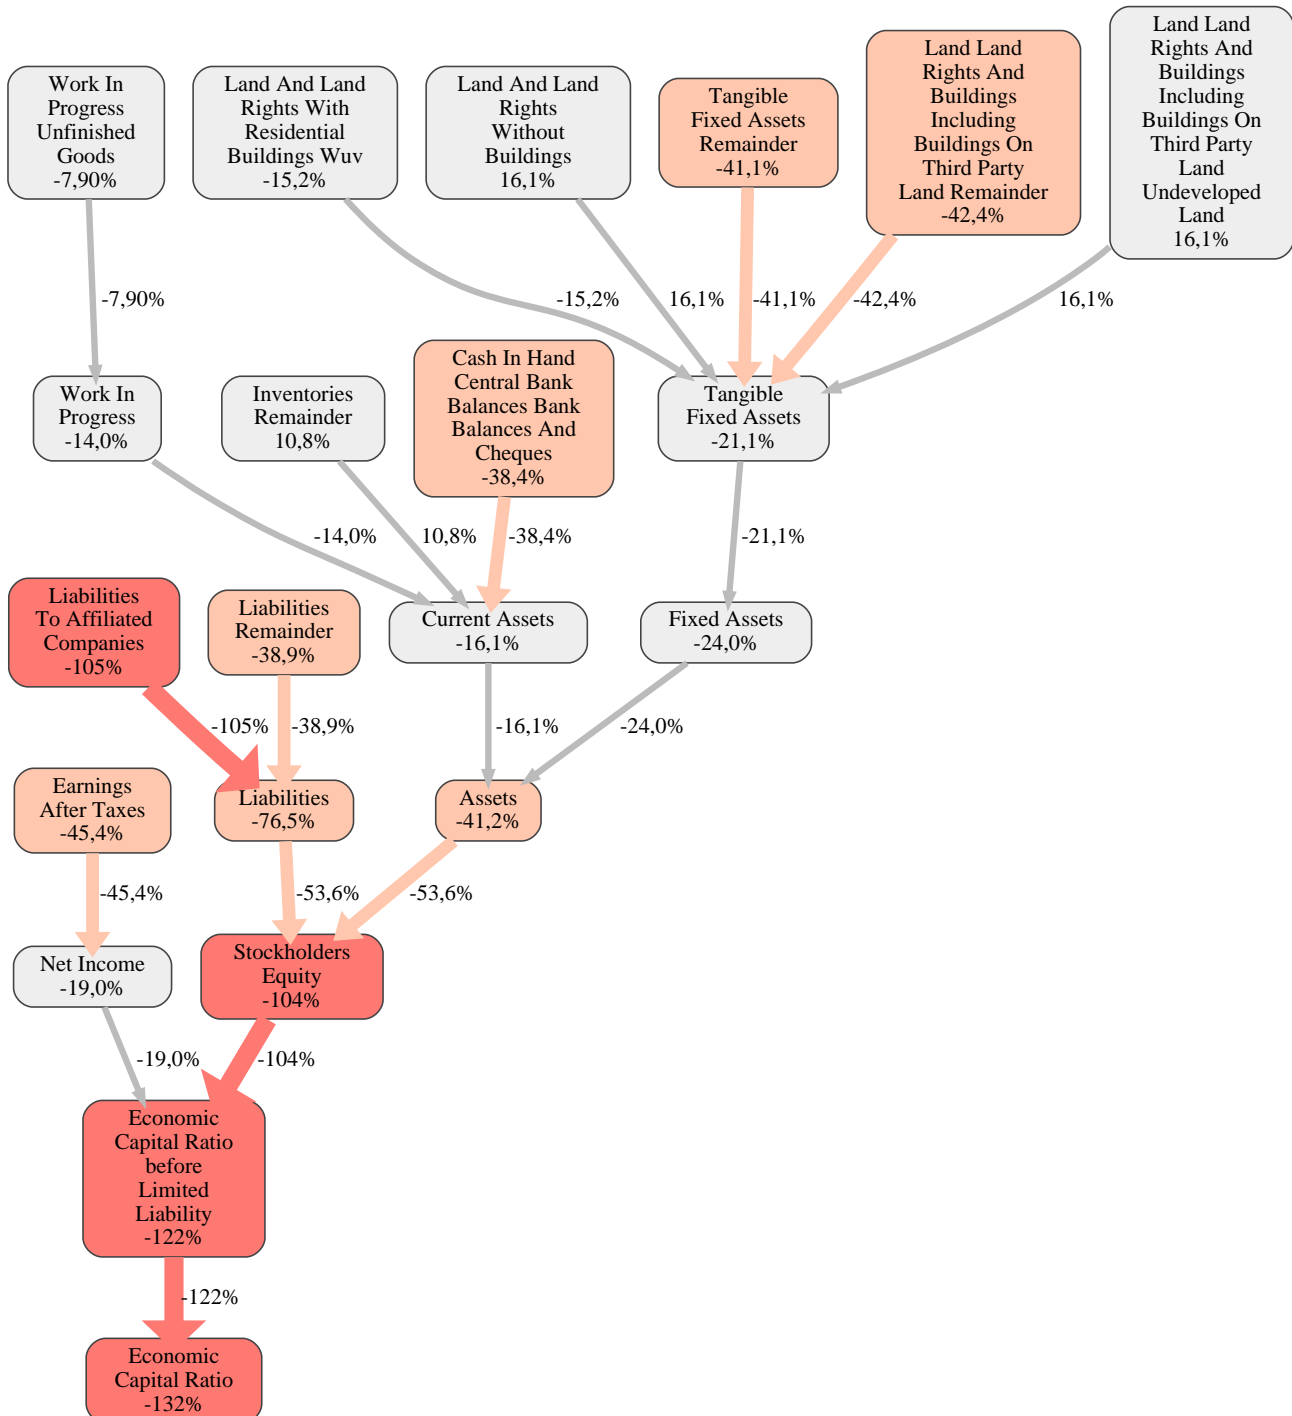 Work In
Progress
Unfinished
Goods
-7,90%
Land And Land
Rights With
Residential
Buildings Wuv
-15,2%
Land And Land
Rights
Without
Buildings
16,1%
Tangible
Fixed Assets
Remainder
-41,1%
Land Land
Rights And
Buildings
Including
Buildings On
Third Party
Land Remainder
-42,4%
Land Land
Rights And
Buildings
Including
Buildings On
Third Party
Land
Undeveloped
Land
16,1%
-7,90%
-15,2%
16,1%
-41,1%
-42,4%
16,1%
Work In
Progress
-14,0%
Inventories
Remainder
10,8%
Cash In Hand
Central Bank
Balances Bank
Balances And
Cheques
-38,4%
Tangible
Fixed Assets
-21,1%
-14,0%
10,8%
-38,4%
-21,1%
Liabilities
To Affiliated
Companies
-105%
Liabilities
Remainder
-38,9%
Current Assets
-16,1%
Fixed Assets
-24,0%
-105%
-38,9%
-16,1%
-24,0%
Earnings
After Taxes
-45,4%
Liabilities
-76,5%
Assets
-41,2%
-45,4%
-53,6%
-53,6%
Net Income
-19,0%
Stockholders
Equity
-104%
-19,0%
-104%
Economic
Capital Ratio
before
Limited
Liability
-122%
-122%
Economic
Capital Ratio
-132%